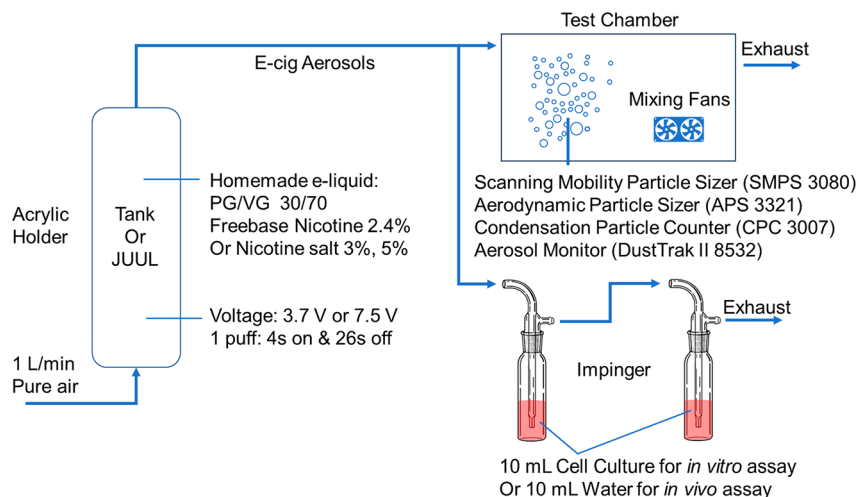 Test Chamber
Exhaust
E-cig Aerosols
Mixing Fans
Scanning Mobility Particle Sizer (SMPS 3080)
Aerodynamic Particle Sizer (APS 3321)
Condensation Particle Counter (CPC 3007)
Aerosol Monitor (DustTrak II 8532)
Homemade e-liquid:
PG/VG 30/70
Freebase Nicotine 2.4%
Or Nicotine salt 3%, 5%
Acrylic
Holder
Tank
Or
JUUL
Voltage: 3.7 V or 7.5 V
1 puff: 4s on & 26s off
1 L/min
Pure air
Exhaust
Impinger
10 mL Cell Culture for in vitro assay
Or 10 mL Water for in vivo assay